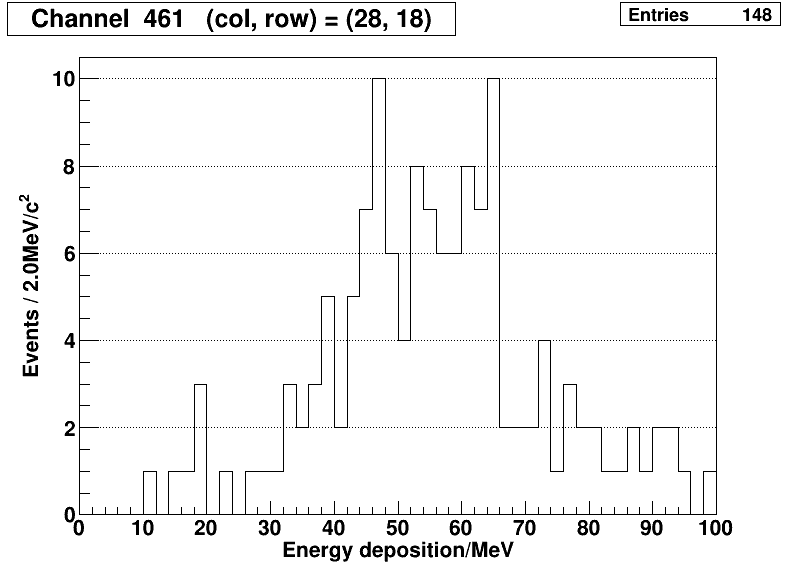 Channel 461 (col, row) = (28, 18)
Entries 148
Events / 2.0MeV/c²
10
8
6
4
2
0
0 10 20 30 40 50 60 70 80 90 100
Energy deposition/MeV